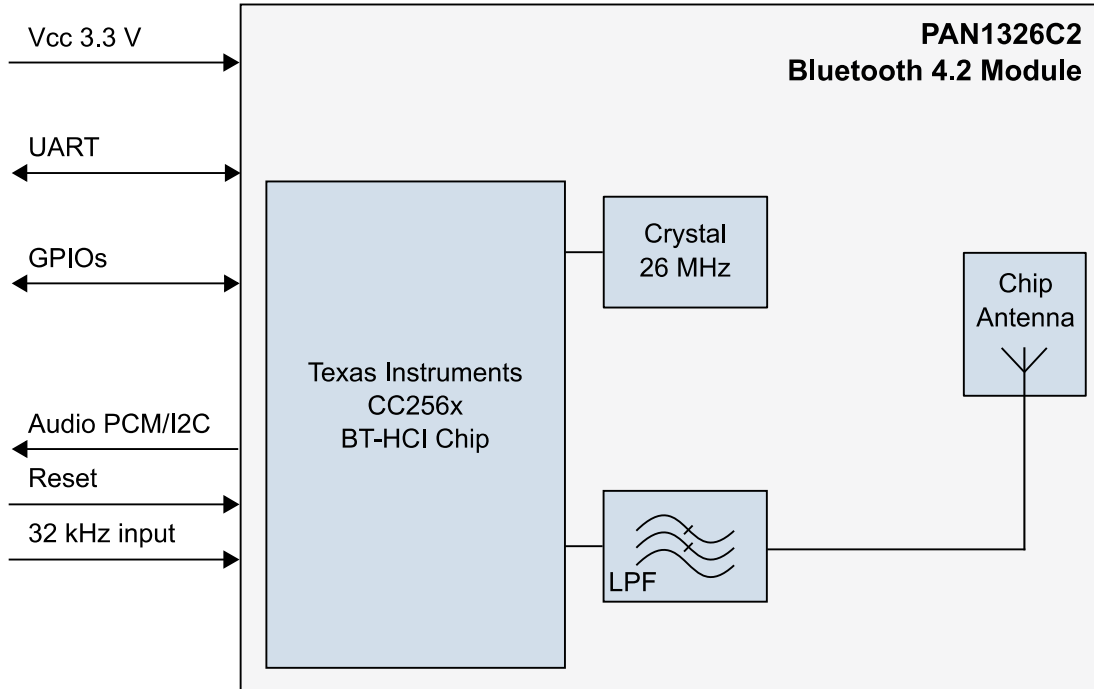 PAN1326C2
Bluetooth 4.2 Module
Vcc 3.3 V
UART
GPIOs
Audio PCM/I2C
Reset
32 kHz input
Texas Instruments
CC256x
BT-HCI Chip
Crystal
26 MHz
LPF
Chip
Antenna